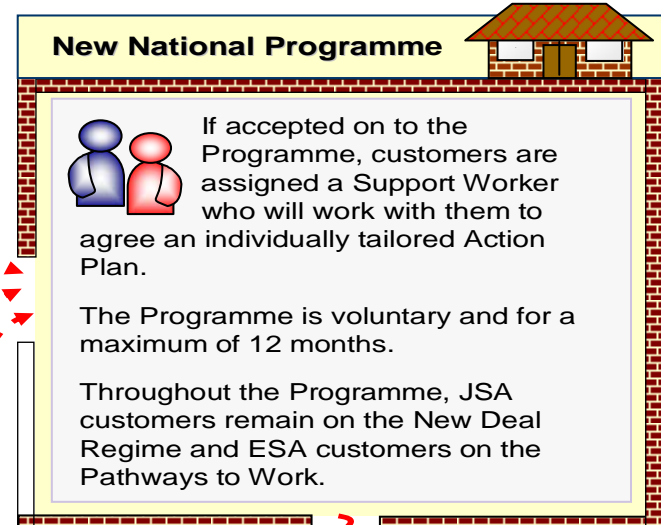 New National Programme
If accepted on to the
Programme, customers are
assigned a Support Worker
who will work with them to
agree an individually tailored Action
Plan.
The Programme is voluntary and for a
maximum of 12 months.
Throughout the Programme, JSA
customers remain on the New Deal
Regime and ESA customers on the
Pathways to Work.